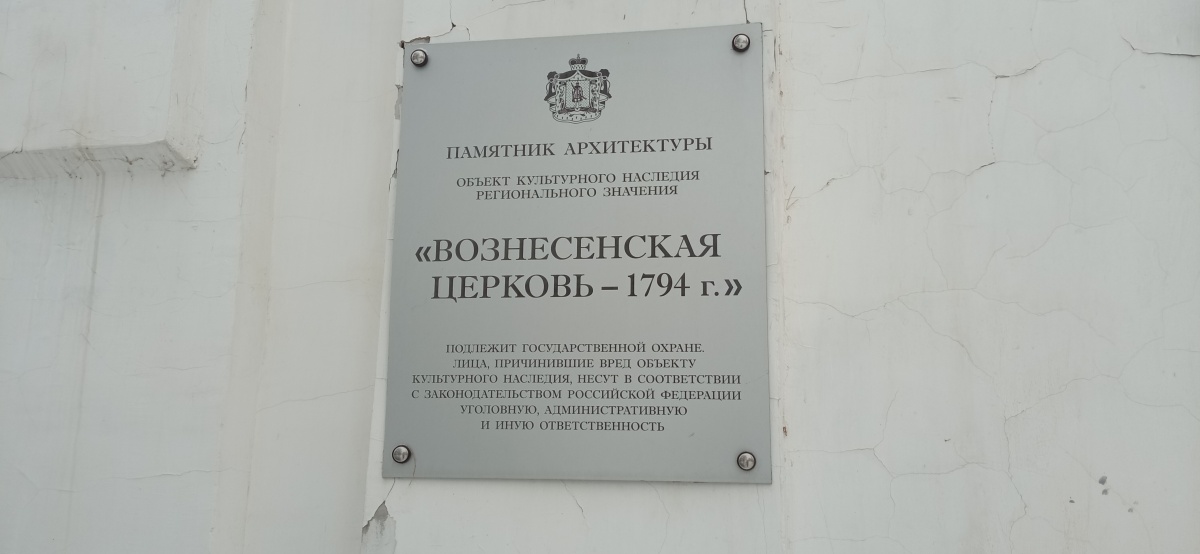 ПАМЯТНИК АРХИТЕКТУРЫ
ОБЪЕКТ КУЛЬТУРНОГО НАСЛЕДИЯ
РЕГИОНАЛЬНОГО ЗНАЧЕНИЯ
«ВОЗНЕСЕНСКАЯ
ЦЕРКОВЬ – 1794 г.»
ПОДЛЕЖИТ ГОСУДАРСТВЕННОЙ ОХРАНЕ.
ЛИЦА, ПРИЧИНИВШИЕ ВРЕД ОБЪЕКТУ
КУЛЬТУРНОГО НАСЛЕДИЯ, НЕСУТ В СООТВЕТСТВИИ
С ЗАКОНОДАТЕЛЬСТВОМ РОССИЙСКОЙ ФЕДЕРАЦИИ
УГОЛОВНУЮ, АДМИНИСТРАТИВНУЮ
И ИНУЮ ОТВЕТСТВЕННОСТЬ